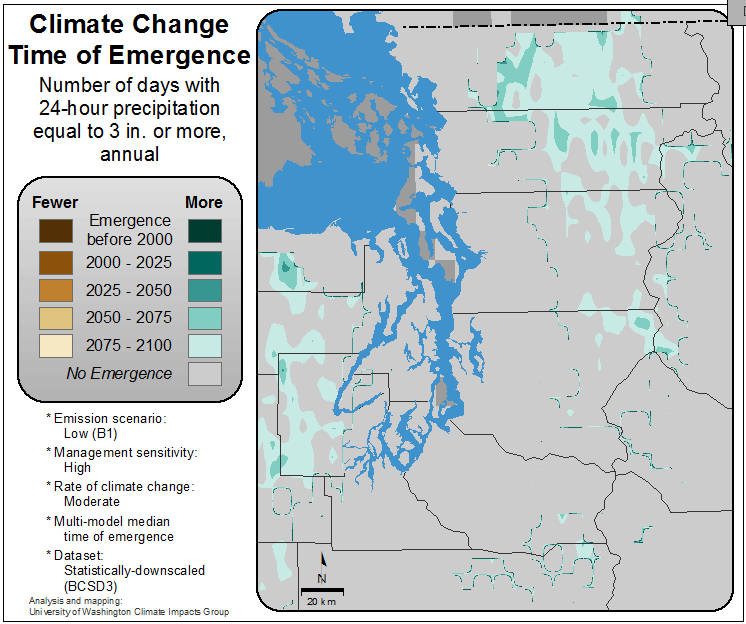 Climate Change
Time of Emergence
Number of days with
24-hour precipitation
equal to 3 in. or more,
annual
Fewer More
Emergence
before 2000
2000 - 2025
2025 - 2050
2050 - 2075
2075 - 2100
No Emergence
* Emission scenario:
Low (B1)
* Management sensitivity:
High
* Rate of climate change:
Moderate
* Multi-model median
time of emergence
* Dataset:
Statistically-downscaled
(BCSD3)
Analysis and mapping:
University of Washington Climate Impacts Group
N
20 km